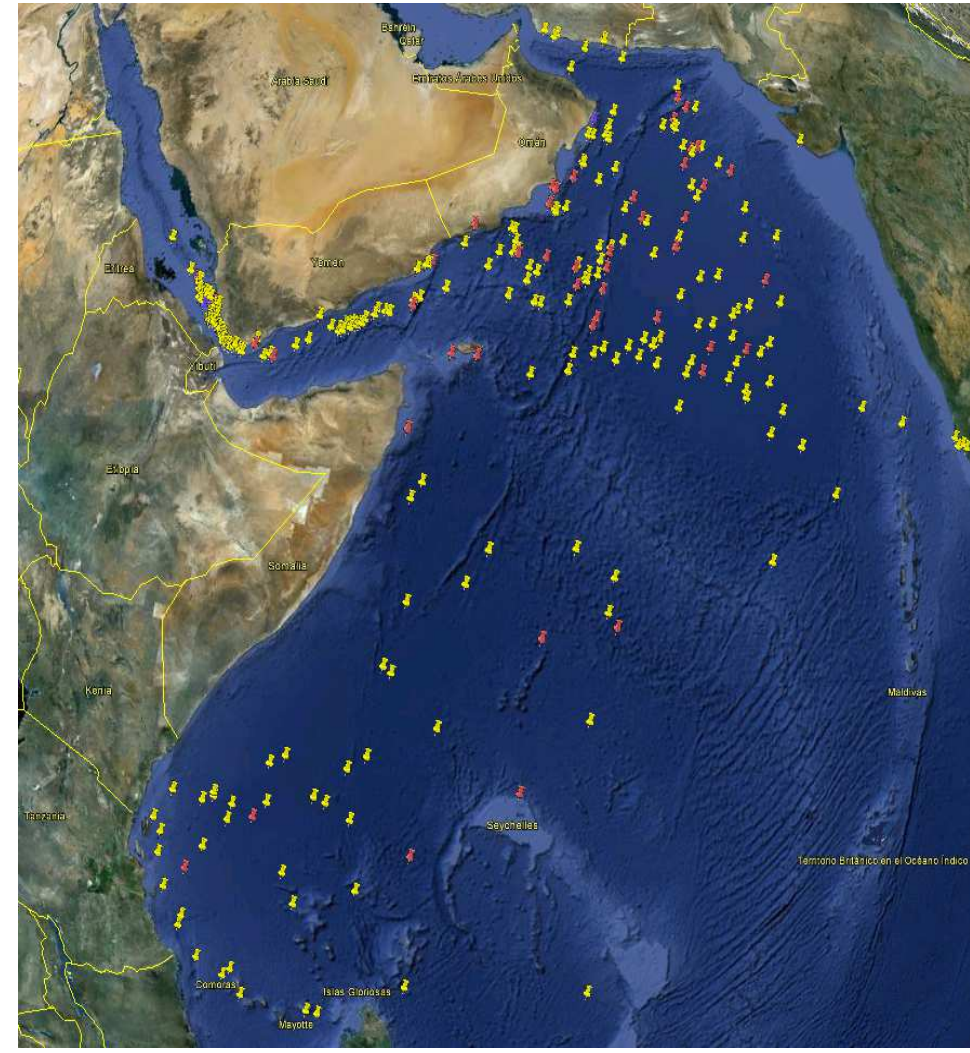 Bahréin
Qatar
Arabia Saudí
Emiratos Árabes Unidos
Omán
Eritrea
Yemen
Yibuti
Etiopía
Somalia
Kenia
Maldivas
Tanzania
Seychelles
Territorio Británico en el Océano Índico
Comoras
Islas Gloriosas
Mayotte